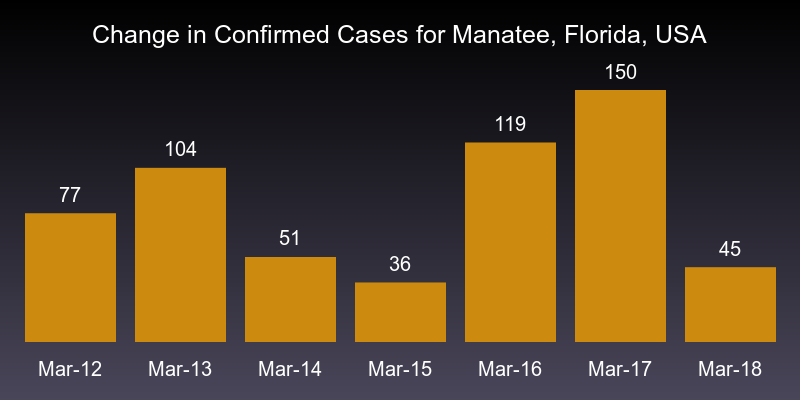 Change in Confirmed Cases for Manatee, Florida, USA
77
104
51
36
119
150
45
Mar-12
Mar-13
Mar-14
Mar-15
Mar-16
Mar-17
Mar-18